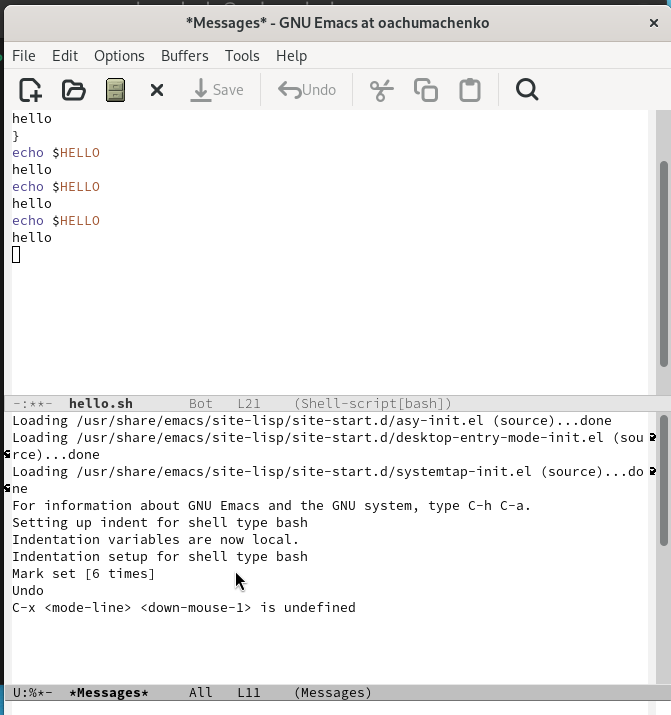 *Messages* - GNU Emacs at oachumachenko
File Edit Options Buffers Tools Help
Save Undo
hello
}
echo $HELLO
hello
echo $HELLO
hello
echo $HELLO
hello
-:**- hello.sh Bot L21 (Shell-script[bash])
Loading /usr/share/emacs/site-lisp/site-start.d/asy-init.el (source)...done
Loading /usr/share/emacs/site-lisp/site-start.d/desktop-entry-mode-init.el (sou
rce)...done
Loading /usr/share/emacs/site-lisp/site-start.d/systemtap-init.el (source)...do
ne
For information about GNU Emacs and the GNU system, type C-h C-a.
Setting up indent for shell type bash
Indentation variables are now local.
Indentation setup for shell type bash
Mark set [6 times]
Undo
C-x <mode-line> <down-mouse-1> is undefined
U:%*- *Messages* All L11 (Messages)